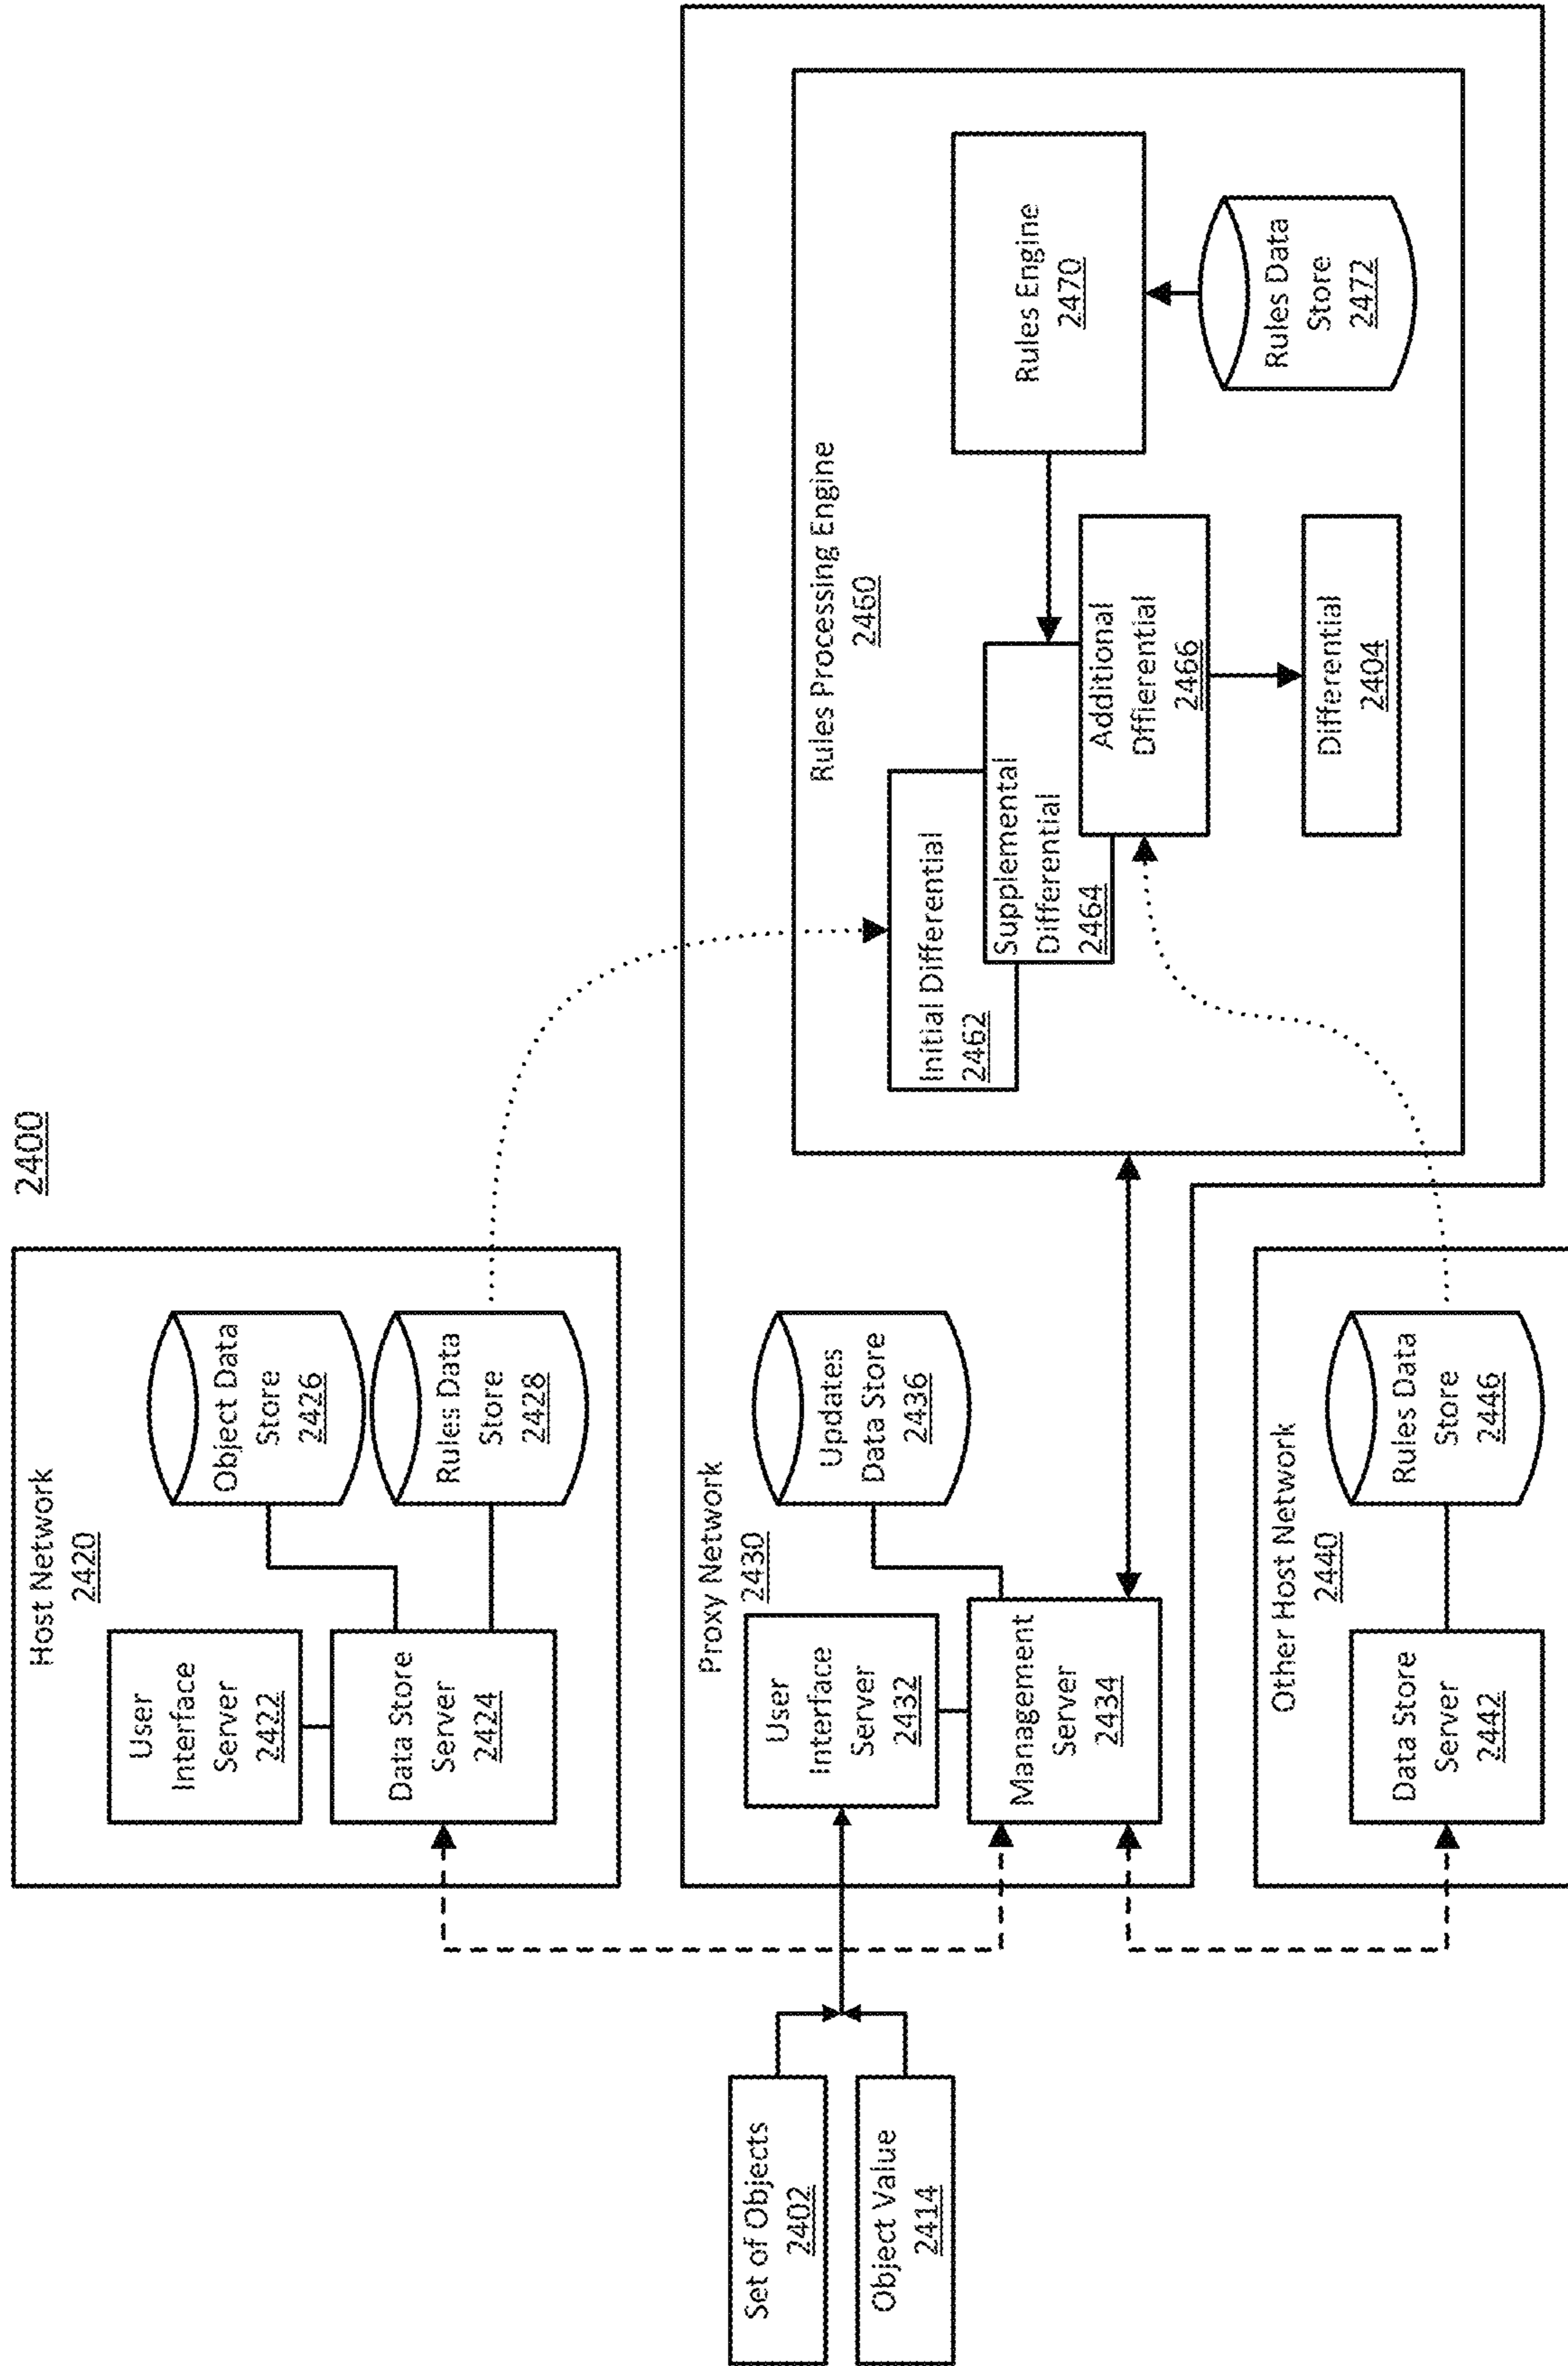 2400
Host Network
2420
User
Interface
Server
2422
Data Store
Server
2424
Object Data
Store
2426
Rules Data
Store
2428
Set of Objects
2402
Object Value
2414
Proxy Network
2430
User
Interface
Server
2432
Management
Server
2434
Updates
Data Store
2436
Other Host Network
2440
Data Store
Server
2442
Rules Data
Store
2446
Rules Processing Engine
2460
Initial Differential
2462
Supplemental
Differential
2464
Additional
Dffierential
2466
Differential
2404
Rules Engine
2470
Rules Data
Store
2472